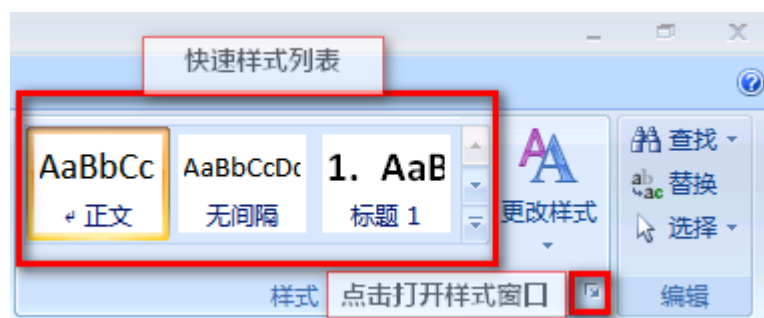 快速样式列表
AaBbCc
AaBbCcDc
1. AaB
↵ 正文
无间隔
标题 1
更改样式
查找
ab
ac 替换
选择
样式
点击打开样式窗口
编辑